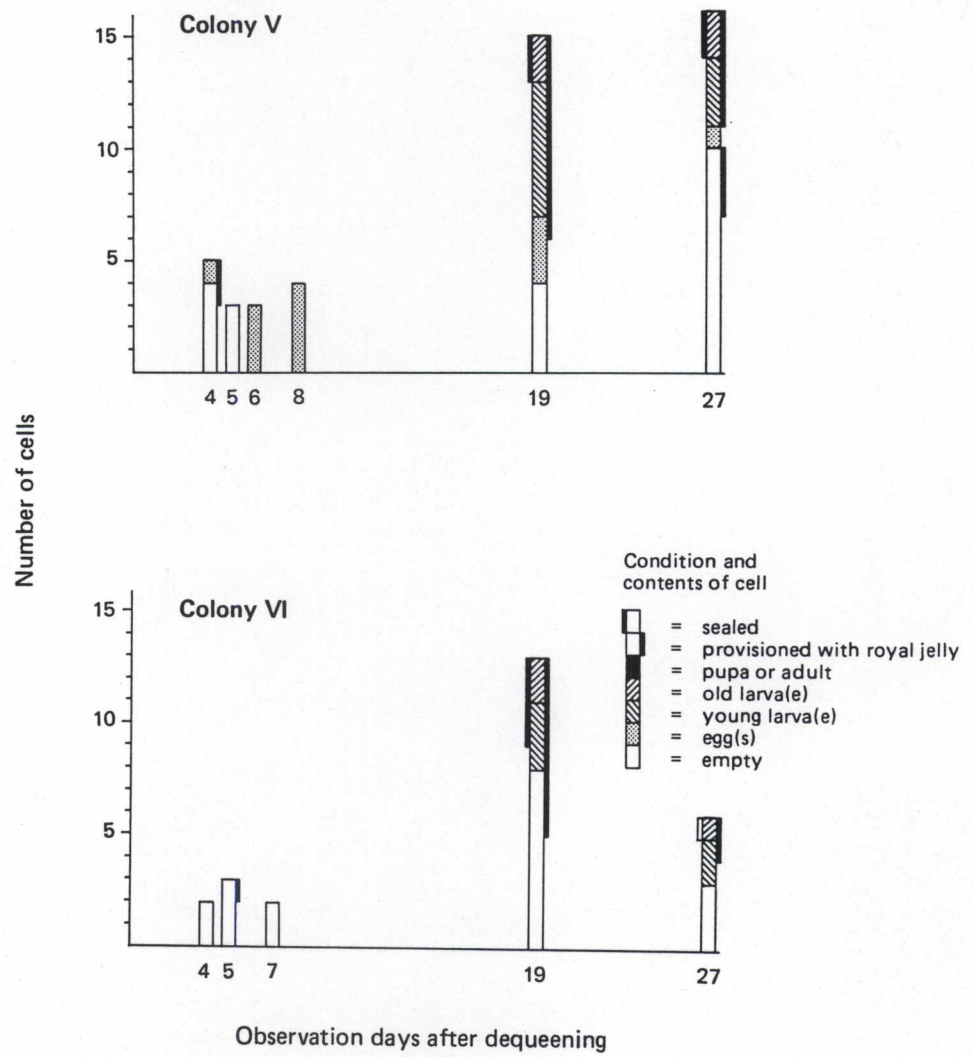 Colony V
15
10
5
4 5 6 8 19 27
Number of cells
Colony VI
15
10
5
4 5 7 19 27
Condition and
contents of cell
= sealed
= provisioned with royal jelly
= pupa or adult
= old larva(e)
= young larva(e)
= egg(s)
= empty
Observation days after dequeening